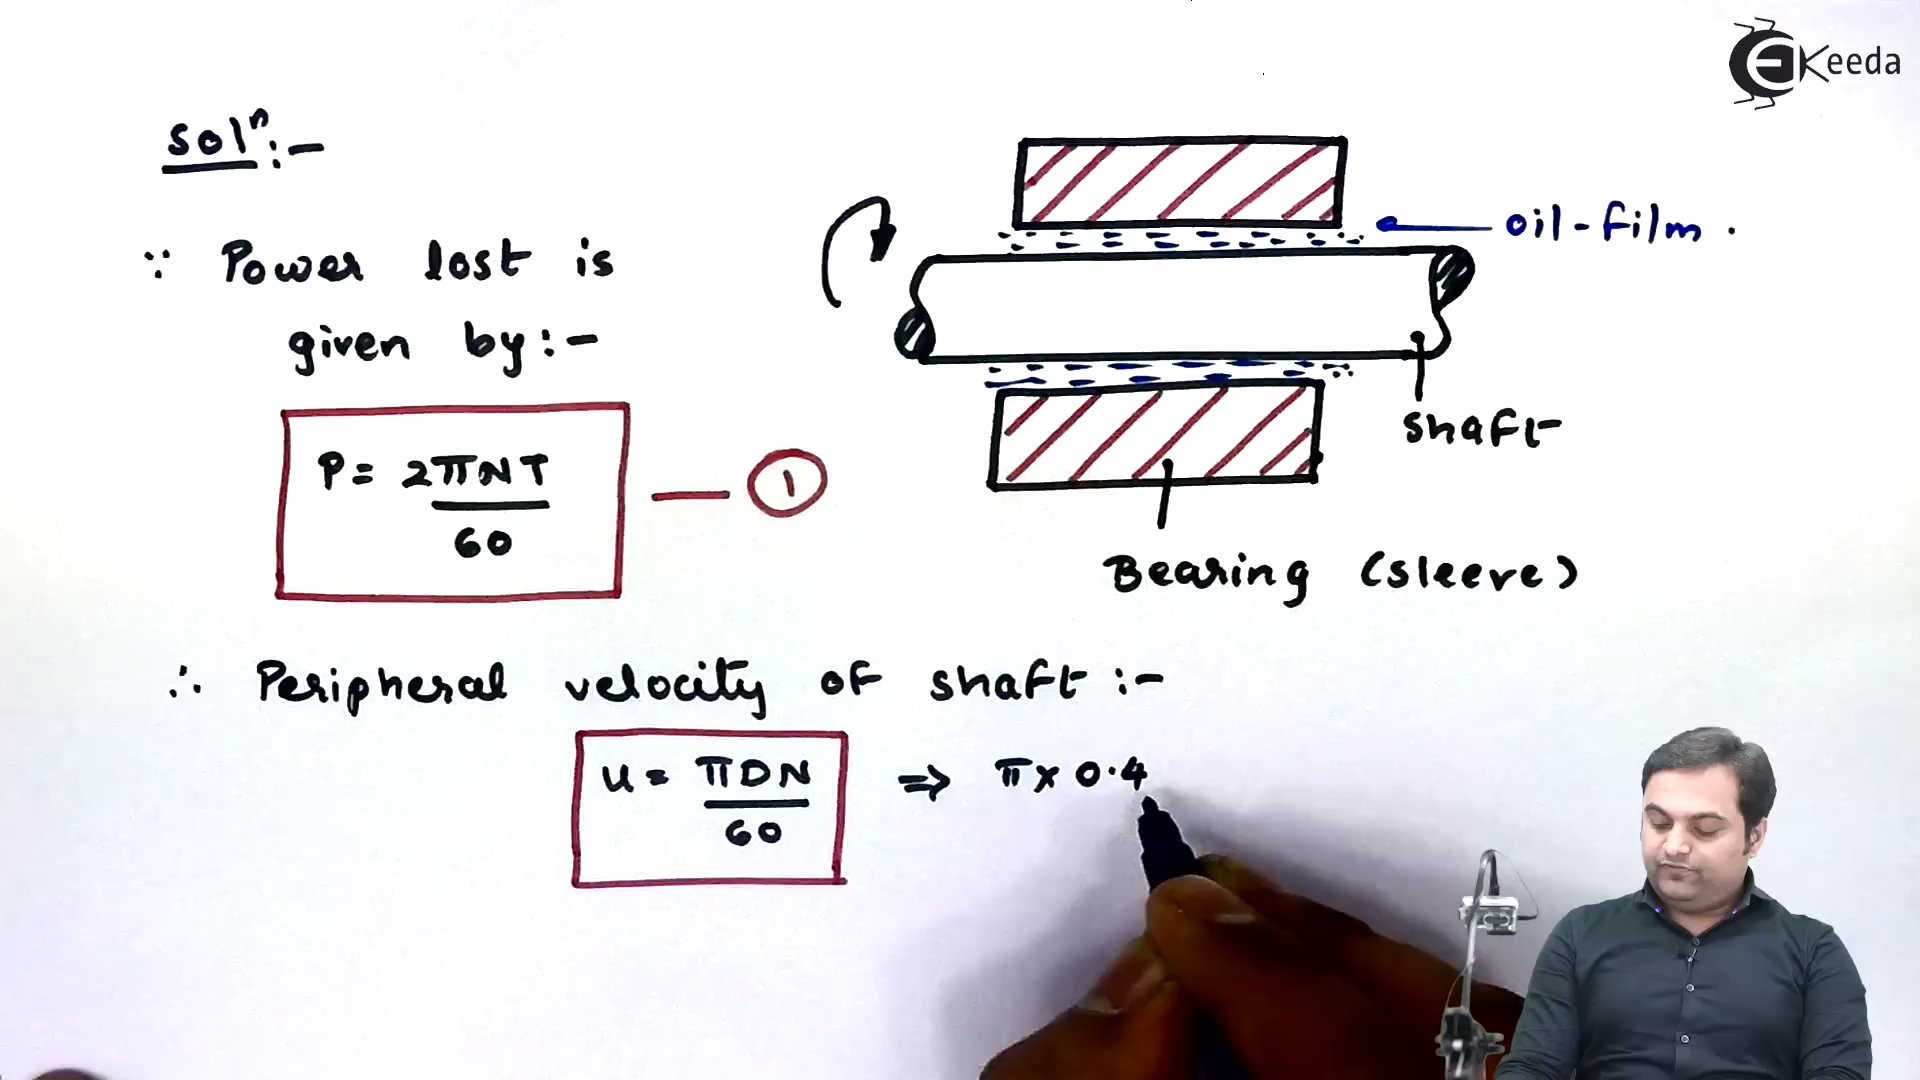 EKeeda
Solⁿ:-
∵ Power lost is
given by:-
P = 2πNT
60
1
oil-film.
shaft
Bearing (sleeve)
∴ Peripheral velocity of shaft :-
u = πDN
60
⇒ π × 0.4